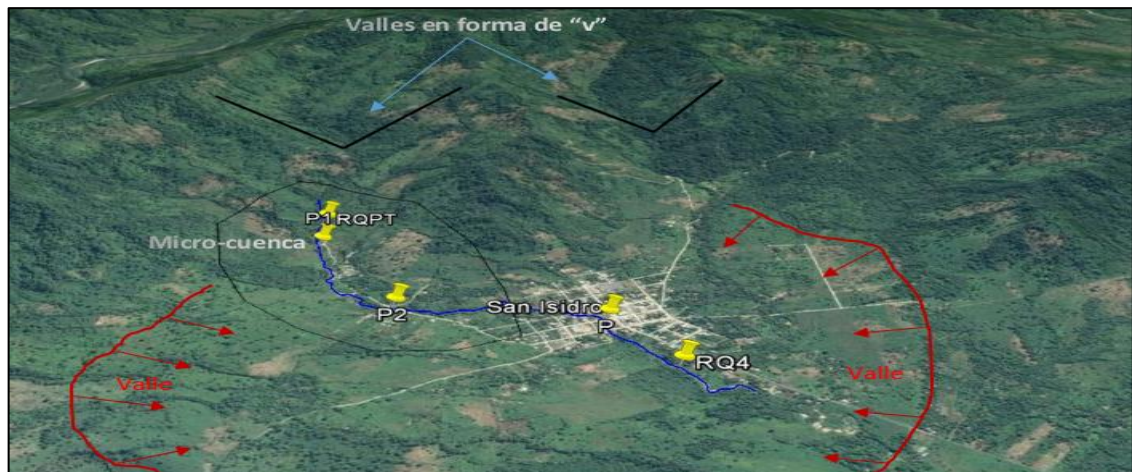 Valles en forma de “v”
P1 RQPT
Micro-cuenca
P2
San Isidro
P
RQ4
Valle
Valle